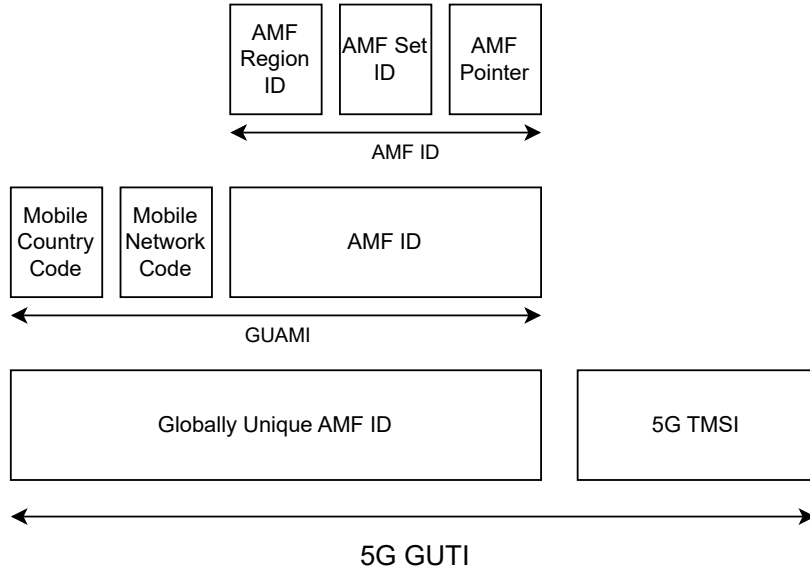 AMF
Region
ID
AMF Set
ID
AMF
Pointer
AMF ID
Mobile
Country
Code
Mobile
Network
Code
AMF ID
GUAMI
Globally Unique AMF ID
5G TMSI
5G GUTI